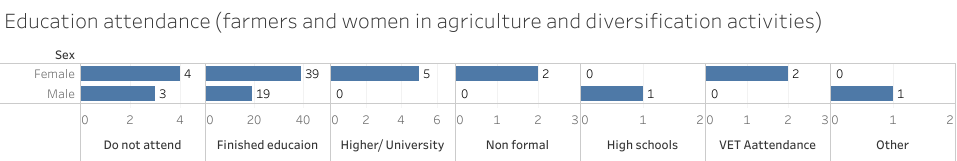 Education attendance (farmers and women in agriculture and diversification activities)
Sex
Female 4 39 5 2 0 2 0
Male 3 19 0 0 1 0 1
0 2 4 0 20 40 0 2 4 6 0 1 2 3 0 1 2 0 1 2 3 0 1 2
Do not attend Finished educaion Higher/ University Non formal High schools VET Aattendance Other